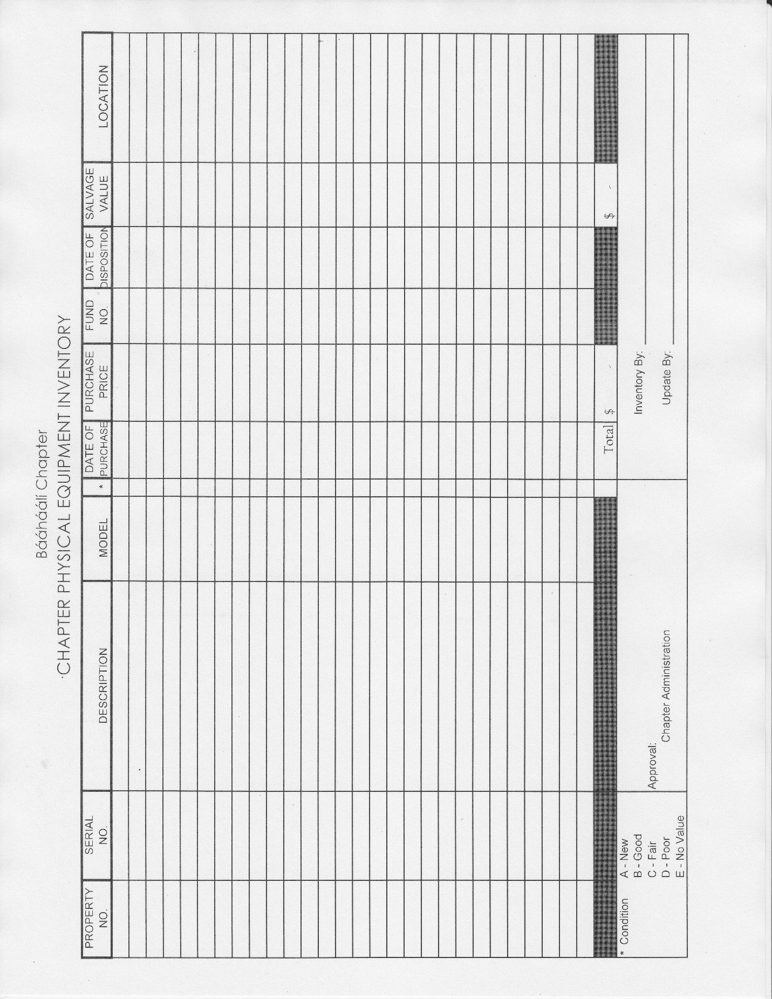 Bááháálí Chapter
CHAPTER PHYSICAL EQUIPMENT INVENTORY
PROPERTY NO.
SERIAL NO.
DESCRIPTION
MODEL
*
DATE OF PURCHASE
PURCHASE PRICE
FUND NO.
DATE OF DISPOSITION
SALVAGE VALUE
LOCATION
Total $ -
$ -
* Condition
A - New
B - Good
C - Fair
D - Poor
E - No Value
Approval:
Chapter Administration
Inventory By:
Update By: